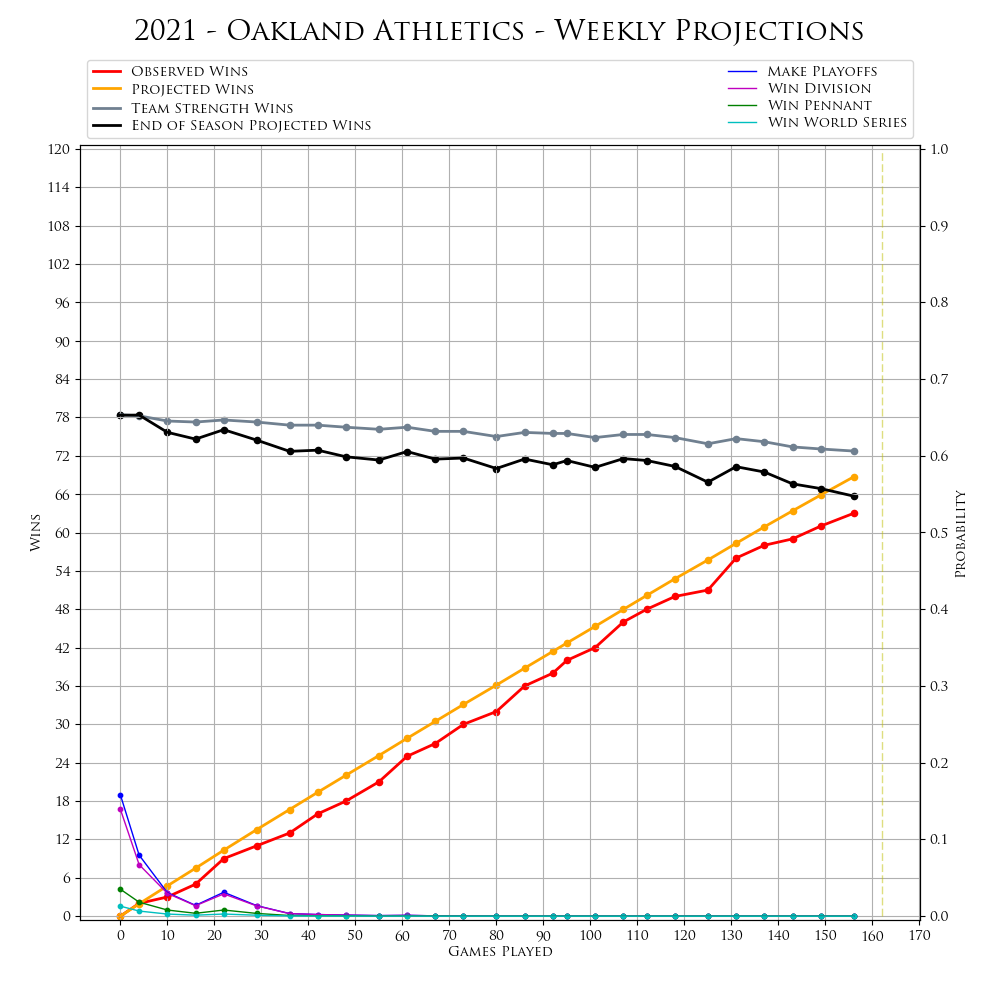 2021 - Oakland Athletics - Weekly Projections
Observed Wins
Projected Wins
Team Strength Wins
End of Season Projected Wins
Make Playoffs
Win Division
Win Pennant
Win World Series
120
114
108
102
96
90
84
78
72
66
60
54
48
42
36
30
24
18
12
6
0
Wins
1.0
0.9
0.8
0.7
0.6
0.5
0.4
0.3
0.2
0.1
0.0
Probability
0 10 20 30 40 50 60 70 80 90 100 110 120 130 140 150 160 170
Games Played